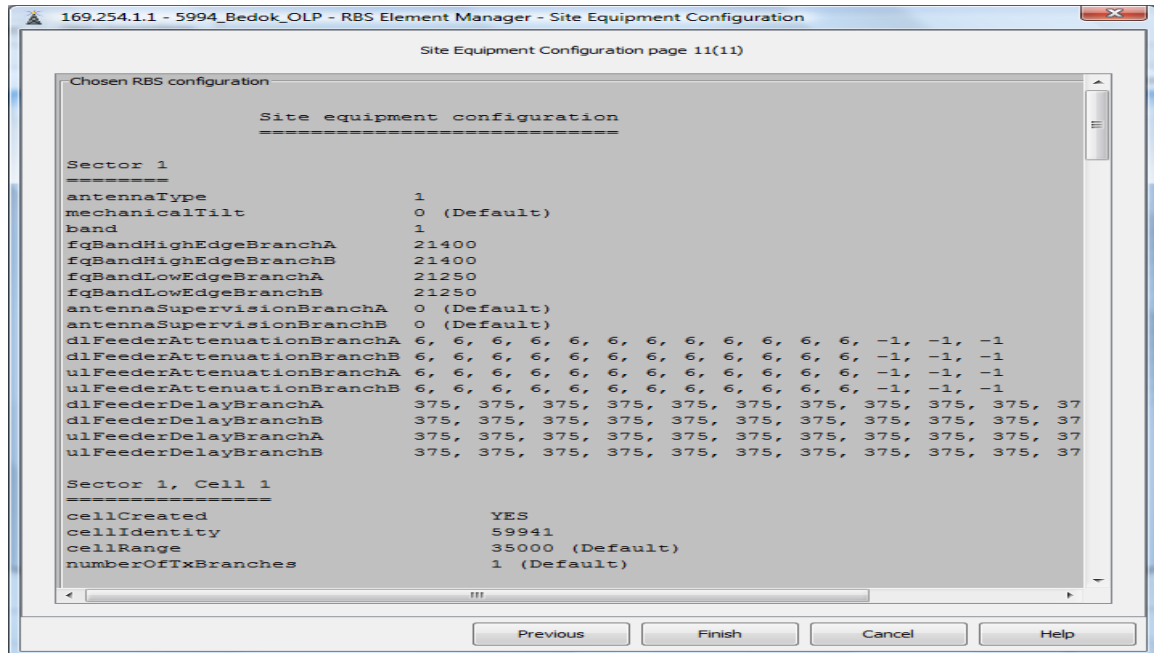 169.254.1.1 - 5994_Bedok_OLP - RBS Element Manager - Site Equipment Configuration
Site Equipment Configuration page 11(11)
Chosen RBS configuration
Site equipment configuration
============================
Sector 1
========
antennaType 1
mechanicalTilt 0 (Default)
band 1
fqBandHighEdgeBranchA 21400
fqBandHighEdgeBranchB 21400
fqBandLowEdgeBranchA 21250
fqBandLowEdgeBranchB 21250
antennaSupervisionBranchA 0 (Default)
antennaSupervisionBranchB 0 (Default)
dlFeederAttenuationBranchA 6, 6, 6, 6, 6, 6, 6, 6, 6, 6, 6, 6, -1, -1, -1
dlFeederAttenuationBranchB 6, 6, 6, 6, 6, 6, 6, 6, 6, 6, 6, 6, -1, -1, -1
ulFeederAttenuationBranchA 6, 6, 6, 6, 6, 6, 6, 6, 6, 6, 6, 6, -1, -1, -1
ulFeederAttenuationBranchB 6, 6, 6, 6, 6, 6, 6, 6, 6, 6, 6, 6, -1, -1, -1
dlFeederDelayBranchA 375, 375, 375, 375, 375, 375, 375, 375, 375, 375, 37
dlFeederDelayBranchB 375, 375, 375, 375, 375, 375, 375, 375, 375, 375, 37
ulFeederDelayBranchA 375, 375, 375, 375, 375, 375, 375, 375, 375, 375, 37
ulFeederDelayBranchB 375, 375, 375, 375, 375, 375, 375, 375, 375, 375, 37
Sector 1, Cell 1
================
cellCreated YES
cellIdentity 59941
cellRange 35000 (Default)
numberOfTxBranches 1 (Default)
Previous Finish Cancel Help